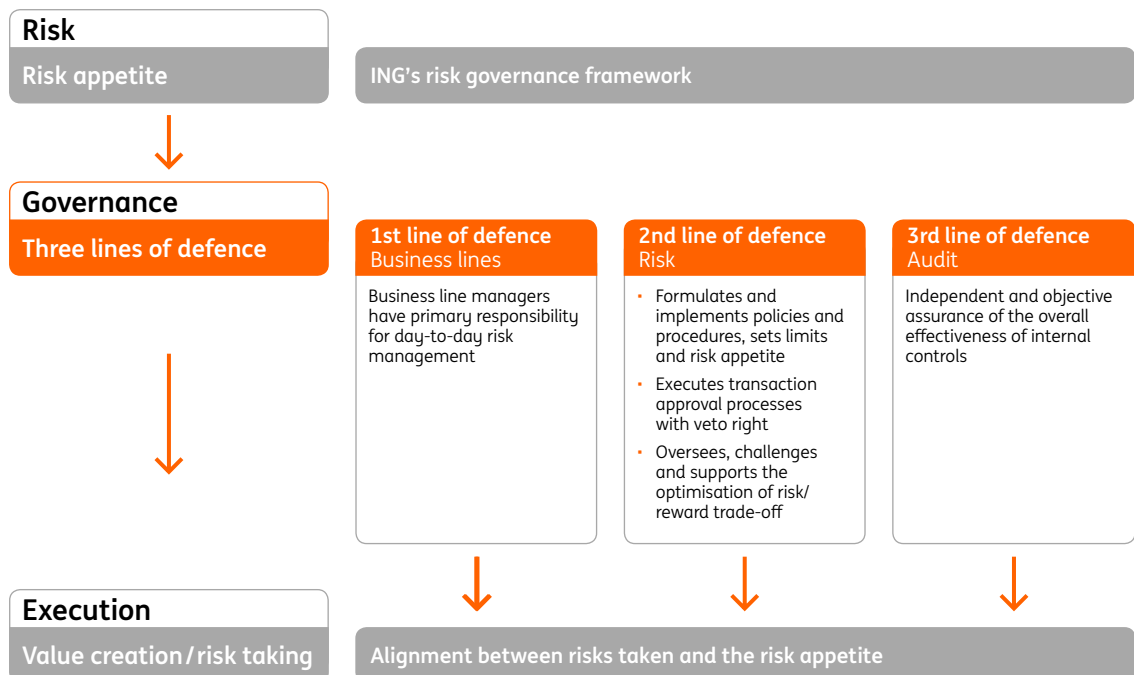 Risk
Risk appetite
ING's risk governance framework
Governance
Three lines of defence
1st line of defence
Business lines
Business line managers
have primary responsibility
for day-to-day risk
management
2nd line of defence
Risk
• Formulates and
implements policies and
procedures, sets limits
and risk appetite
• Executes transaction
approval processes
with veto right
• Oversees, challenges
and supports the
optimisation of risk/
reward trade-off
3rd line of defence
Audit
Independent and objective
assurance of the overall
effectiveness of internal
controls
Execution
Value creation/risk taking
Alignment between risks taken and the risk appetite